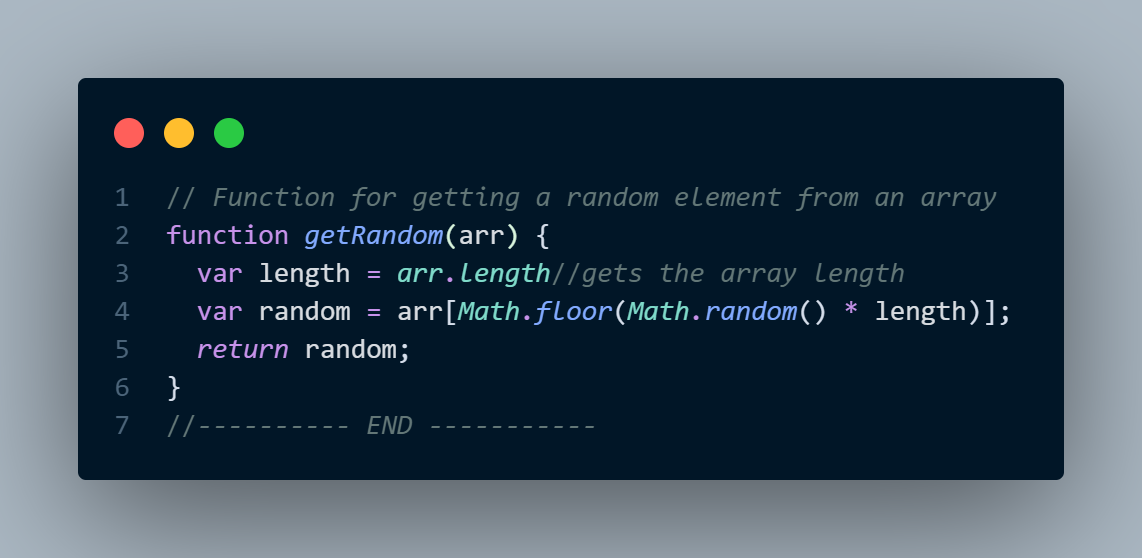 1 // Function for getting a random element from an array
2 function getRandom(arr) {
3   var length = arr.length//gets the array length
4   var random = arr[Math.floor(Math.random() * length)];
5   return random;
6 }
7 //---------- END -----------